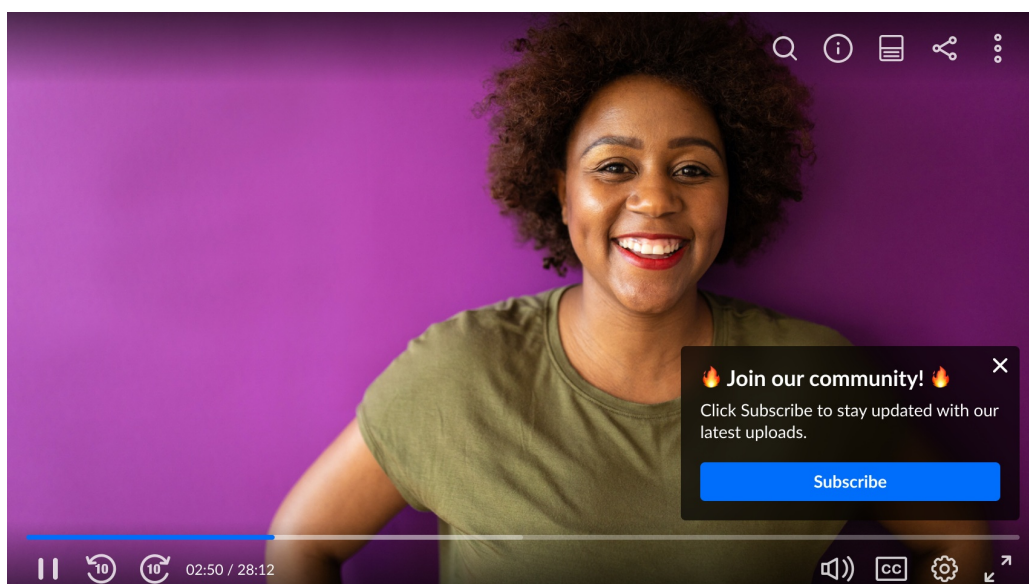 🔥 Join our community! 🔥
Click Subscribe to stay updated with our
latest uploads.
Subscribe
10
10
02:50 / 28:12
CC